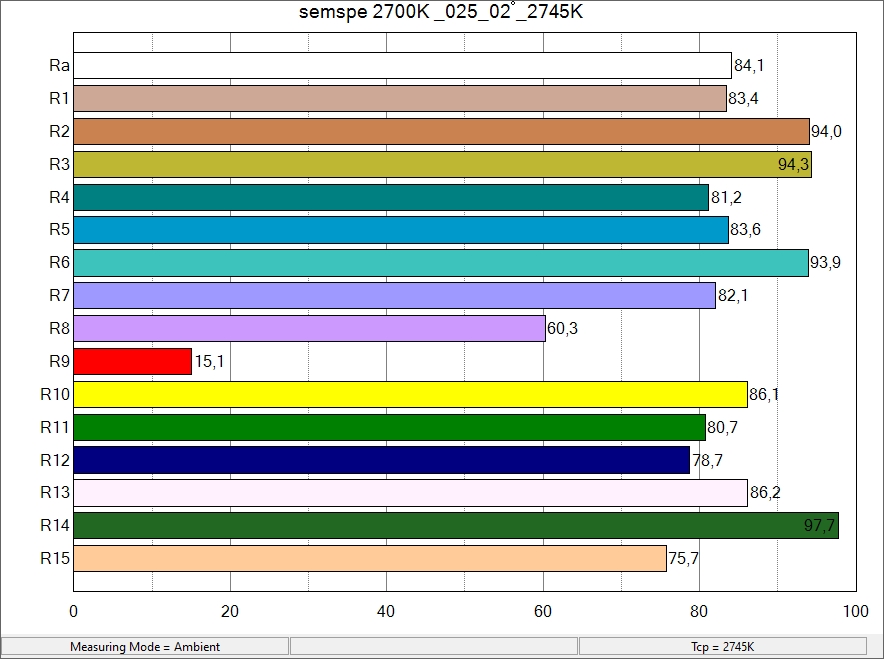 semspe 2700K _025_02°_2745K
Ra 84,1
R1 83,4
R2 94,0
R3 94,3
R4 81,2
R5 83,6
R6 93,9
R7 82,1
R8 60,3
R9 15,1
R10 86,1
R11 80,7
R12 78,7
R13 86,2
R14 97,7
R15 75,7
0 20 40 60 80 100
Measuring Mode = Ambient Tcp = 2745K